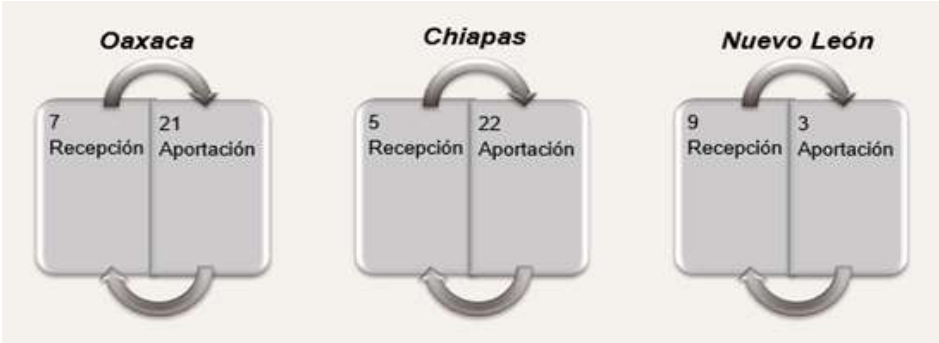 Oaxaca
7
Recepción
21
Aportación
Chiapas
5
Recepción
22
Aportación
Nuevo León
9
Recepción
3
Aportación